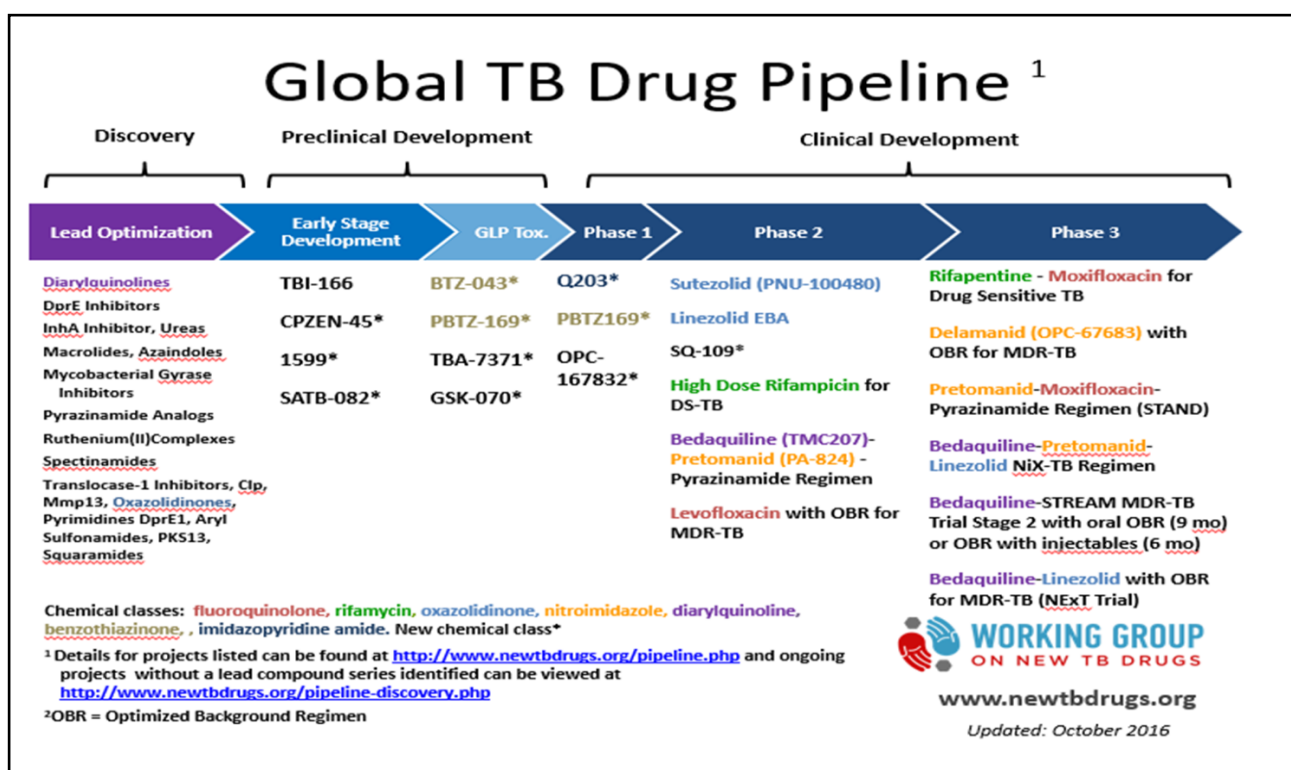 Global TB Drug Pipeline 1
Discovery
Preclinical Development
Clinical Development
Lead Optimization
Early Stage
Development
GLP Tox.
Phase 1
Phase 2
Phase 3
Diarylquinolines
DprE Inhibitors
InhA Inhibitor, Ureas
Macrolides, Azaindoles
Mycobacterial Gyrase
Inhibitors
Pyrazinamide Analogs
Ruthenium(II)Complexes
Spectinamides
Translocase-1 Inhibitors, Clp,
Mmp13, Oxazolidinones,
Pyrimidines DprE1, Aryl
Sulfonamides, PKS13,
Squaramides
TBI-166
CPZEN-45*
1599*
SATB-082*
BTZ-043*
PBTZ-169*
TBA-7371*
GSK-070*
Q203*
PBTZ169*
OPC-
167832*
Sutezolid (PNU-100480)
Linezolid EBA
SQ-109*
High Dose Rifampicin for
DS-TB
Bedaquiline (TMC207)-
Pretomanid (PA-824) -
Pyrazinamide Regimen
Levofloxacin with OBR for
MDR-TB
Rifapentine - Moxifloxacin for
Drug Sensitive TB
Delamanid (OPC-67683) with
OBR for MDR-TB
Pretomanid-Moxifloxacin-
Pyrazinamide Regimen (STAND)
Bedaquiline-Pretomanid-
Linezolid NiX-TB Regimen
Bedaquiline-STREAM MDR-TB
Trial Stage 2 with oral OBR (9 mo)
or OBR with injectables (6 mo)
Bedaquiline-Linezolid with OBR
for MDR-TB (NExT Trial)
Chemical classes: fluoroquinolone, rifamycin, oxazolidinone, nitroimidazole, diarylquinoline,
benzothiazinone, , imidazopyridine amide. New chemical class*
1 Details for projects listed can be found at http://www.newtbdrugs.org/pipeline.php and ongoing
projects without a lead compound series identified can be viewed at
http://www.newtbdrugs.org/pipeline-discovery.php
2OBR = Optimized Background Regimen
WORKING GROUP
ON NEW TB DRUGS
www.newtbdrugs.org
Updated: October 2016